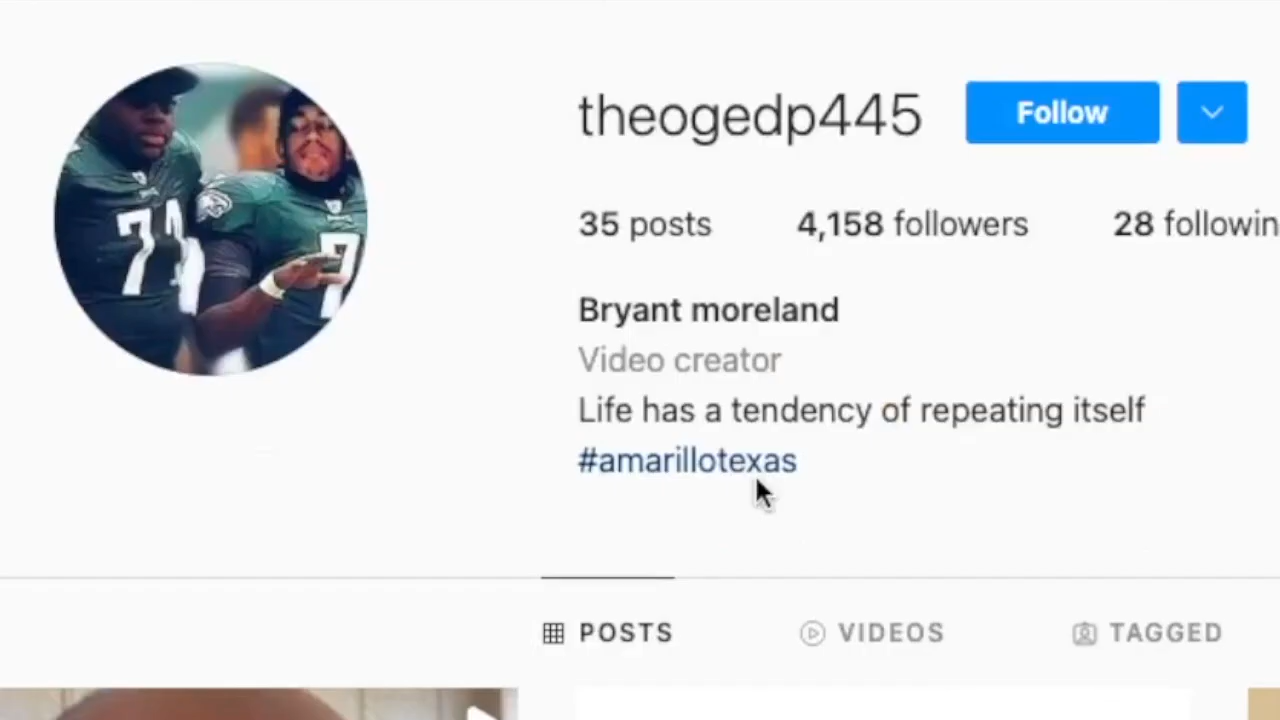 theogedp445 Follow
35 posts 4,158 followers 28 followin
Bryant moreland
Video creator
Life has a tendency of repeating itself
#amarillotexas
POSTS VIDEOS TAGGED